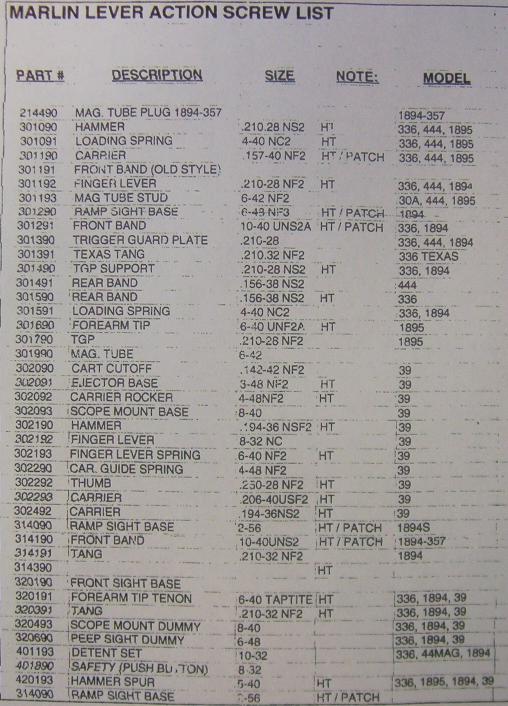 MARLIN LEVER ACTION SCREW LIST
PART # DESCRIPTION SIZE NOTE: MODEL
214490 MAG. TUBE PLUG 1894-357 1894-357
301090 HAMMER .210.28 NS2 HT 336, 444, 1895
301091 LOADING SPRING 4-40 NC2 HT 336, 444, 1895
301190 CARRIER .157-40 NF2 HT / PATCH 336, 444, 1895
301191 FRONT BAND (OLD STYLE)
301192 FINGER LEVER .210-28 NF2 HT 336, 444, 1894
301193 MAG TUBE STUD 6-42 NF2 30A, 444, 1895
301290 RAMP SIGHT BASE 6-48 NF3 HT / PATCH 1894
301291 FRONT BAND 10-40 UNS2A HT / PATCH 336, 1894
301390 TRIGGER GUARD PLATE .210-28 336, 444, 1894
301391 TEXAS TANG .210.32 NF2 336 TEXAS
301490 TGP SUPPORT .210-28 NS2 HT 336, 1894
301491 REAR BAND .156-38 NS2 444
301590 REAR BAND .156-38 NS2 HT 336
301591 LOADING SPRING 4-40 NC2 336, 1894
301690 FOREARM TIP 6-40 UNF2A HT 1895
301790 TGP .210-28 NF2 1895
301990 MAG. TUBE 6-42
302090 CART CUTOFF .142-42 NF2 39
302091 EJECTOR BASE 3-48 NF2 HT 39
302092 CARRIER ROCKER 4-48NF2 HT 39
302093 SCOPE MOUNT BASE 8-40 39
302190 HAMMER .194-36 NSF2 HT 39
302192 FINGER LEVER 8-32 NC 39
302193 FINGER LEVER SPRING 6-40 NF2 HT 39
302290 CAR. GUIDE SPRING 4-48 NF2 39
302292 THUMB .250-28 NF2 HT 39
302293 CARRIER .206-40USF2 HT 39
302492 CARRIER .194-36NS2 HT 39
314090 RAMP SIGHT BASE 2-56 HT / PATCH 1894S
314190 FRONT BAND 10-40UNS2 HT / PATCH 1894-357
314191 TANG .210-32 NF2 1894
314390 HT
320190 FRONT SIGHT BASE
320191 FOREARM TIP TENON 6-40 TAPTITE HT 336, 1894, 39
320391 TANG .210-32 NF2 HT 336, 1894, 39
320493 SCOPE MOUNT DUMMY 8-40 336, 1894, 39
320690 PEEP SIGHT DUMMY 6-48 336, 1894, 39
401193 DETENT SET 10-32 336, 44MAG, 1894
401890 SAFETY (PUSH BUTTON) 8-32
420193 HAMMER SPUR 5-40 HT 336, 1895, 1894, 39
314090 RAMP SIGHT BASE -56 HT / PATCH